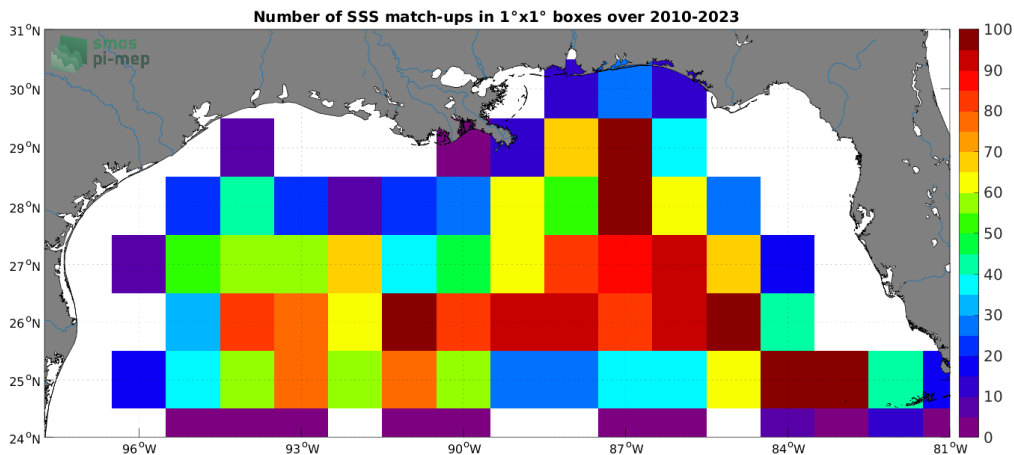 Number of SSS match-ups in 1°x1° boxes over 2010-2023
smos
pi-mep
31°N
30°N
29°N
28°N
27°N
26°N
25°N
24°N
96°W
93°W
90°W
87°W
84°W
81°W
100
90
80
70
60
50
40
30
20
10
0